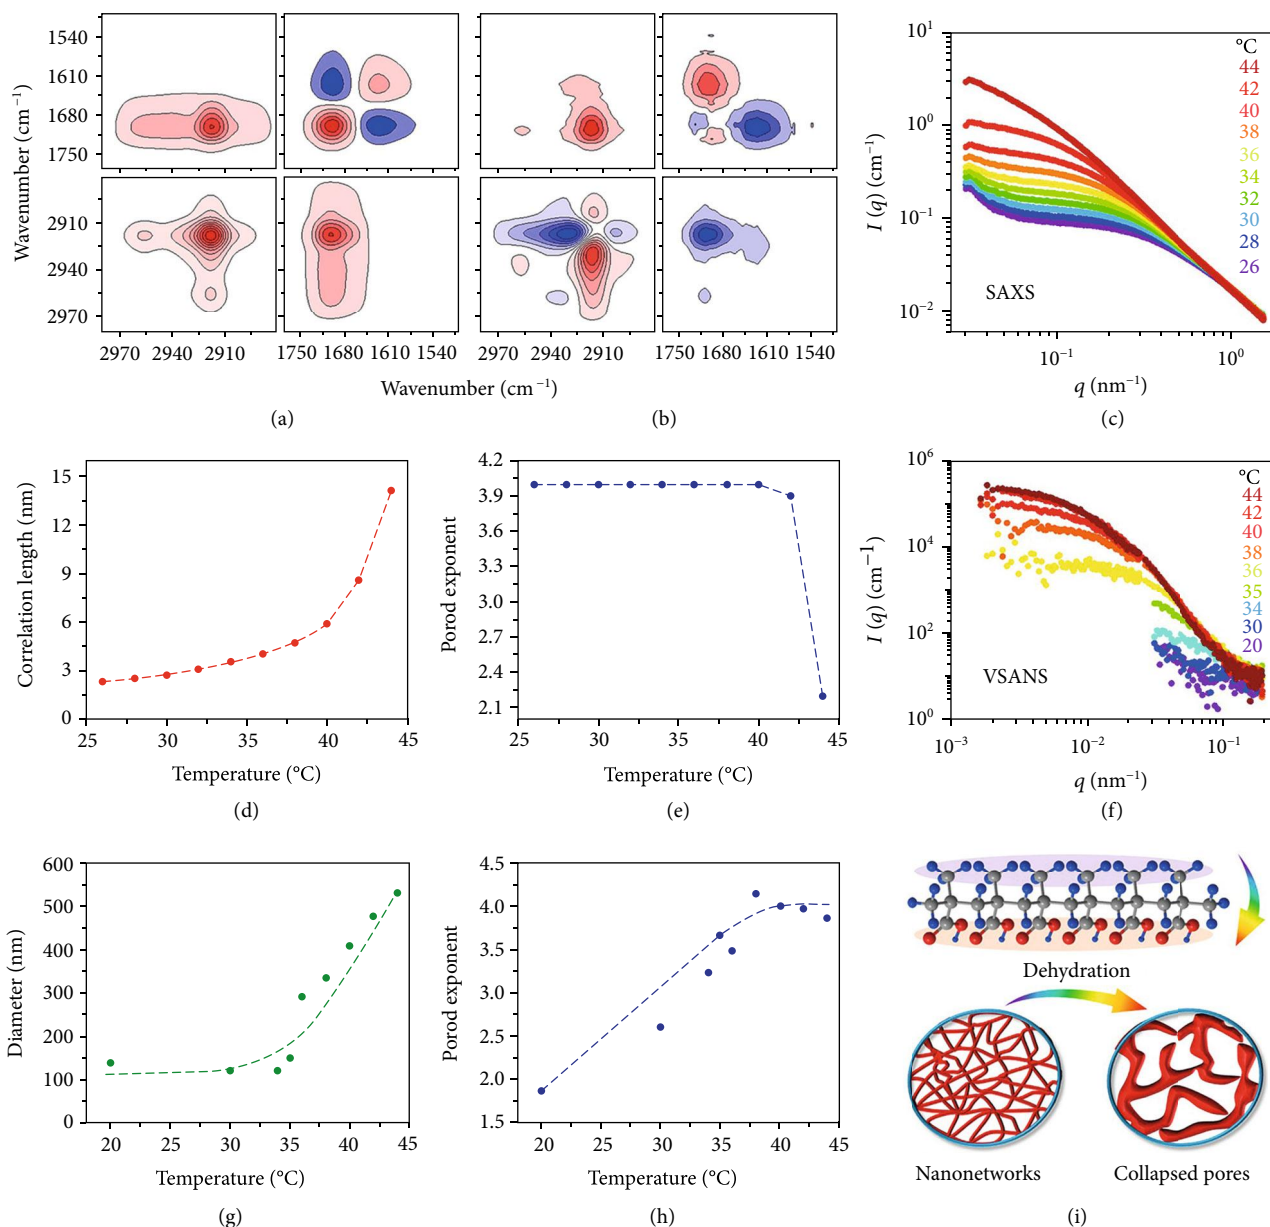 1540
1610
1680
1750
2910
2940
2970
Wavenumber (cm⁻¹)
2970 2940 2910
1750 1680 1610 1540
2970 2940 2910
1750 1680 1610 1540
Wavenumber (cm⁻¹)
(a)
(b)
10¹
10⁰
10⁻¹
10⁻²
I (q) (cm⁻¹)
°C
44
42
40
38
36
34
32
30
28
26
SAXS
10⁻¹ 10⁰
q (nm⁻¹)
(c)
15
12
9
6
3
0
Correlation length (nm)
25 30 35 40 45
Temperature (°C)
(d)
4.2
3.9
3.6
3.3
3.0
2.7
2.4
2.1
Porod exponent
25 30 35 40 45
Temperature (°C)
(e)
10⁶
10⁴
10²
10⁰
I (q) (cm⁻¹)
°C
44
42
40
38
36
35
34
30
20
VSANS
10⁻³ 10⁻² 10⁻¹
q (nm⁻¹)
(f)
600
500
400
300
200
100
0
Diameter (nm)
20 30 35 40 45
Temperature (°C)
(g)
4.5
4.0
3.5
3.0
2.5
2.0
1.5
Porod exponent
20 30 35 40 45
Temperature (°C)
(h)
Dehydration
Nanonetworks Collapsed pores
(i)